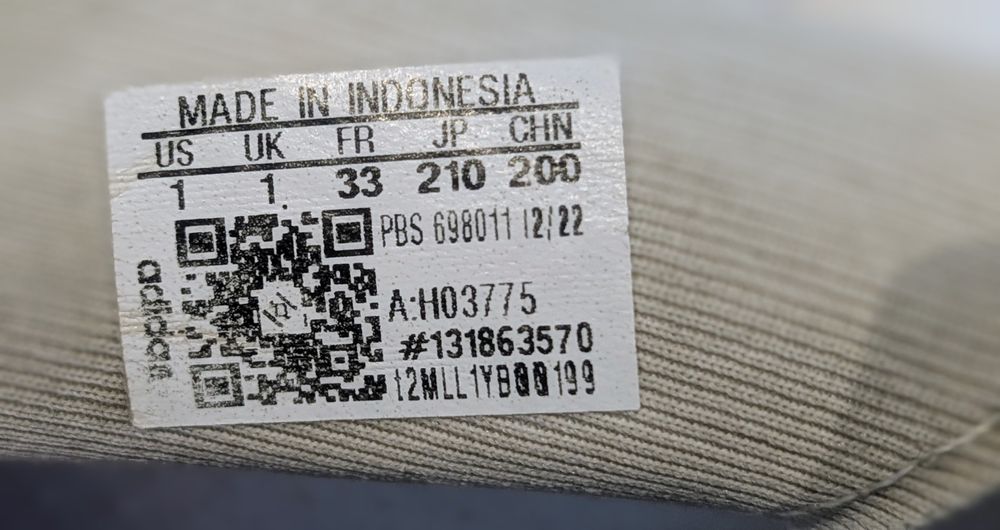 MADE IN INDONESIA
US UK FR JP CHN
1 1. 33 210 200
PBS 698011 12/22
A:H03775
#131863570
adidas